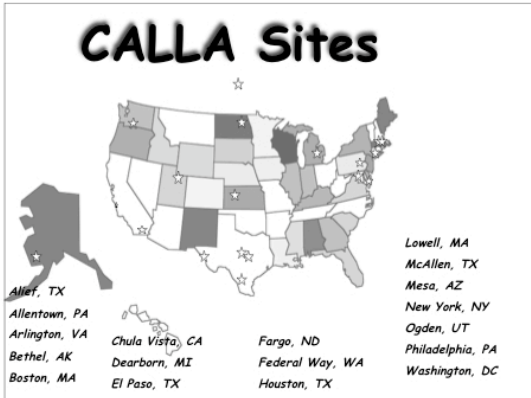 CALLA Sites
Alief, TX
Allentown, PA
Arlington, VA
Bethel, AK
Boston, MA
Chula Vista, CA
Dearborn, MI
El Paso, TX
Fargo, ND
Federal Way, WA
Houston, TX
Lowell, MA
McAllen, TX
Mesa, AZ
New York, NY
Ogden, UT
Philadelphia, PA
Washington, DC